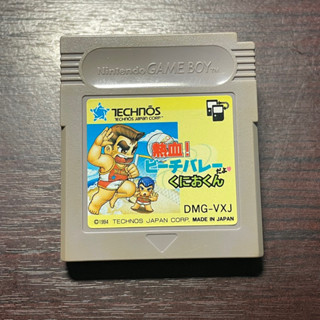 Nintendo GAME BOY
TECHNŌS
TECHNŌS JAPAN CORP.
熱血!
ビーチバレー
だよ♥
くにおくん
DMG-VXJ
©1994 TECHNOS JAPAN CORP. MADE IN JAPAN